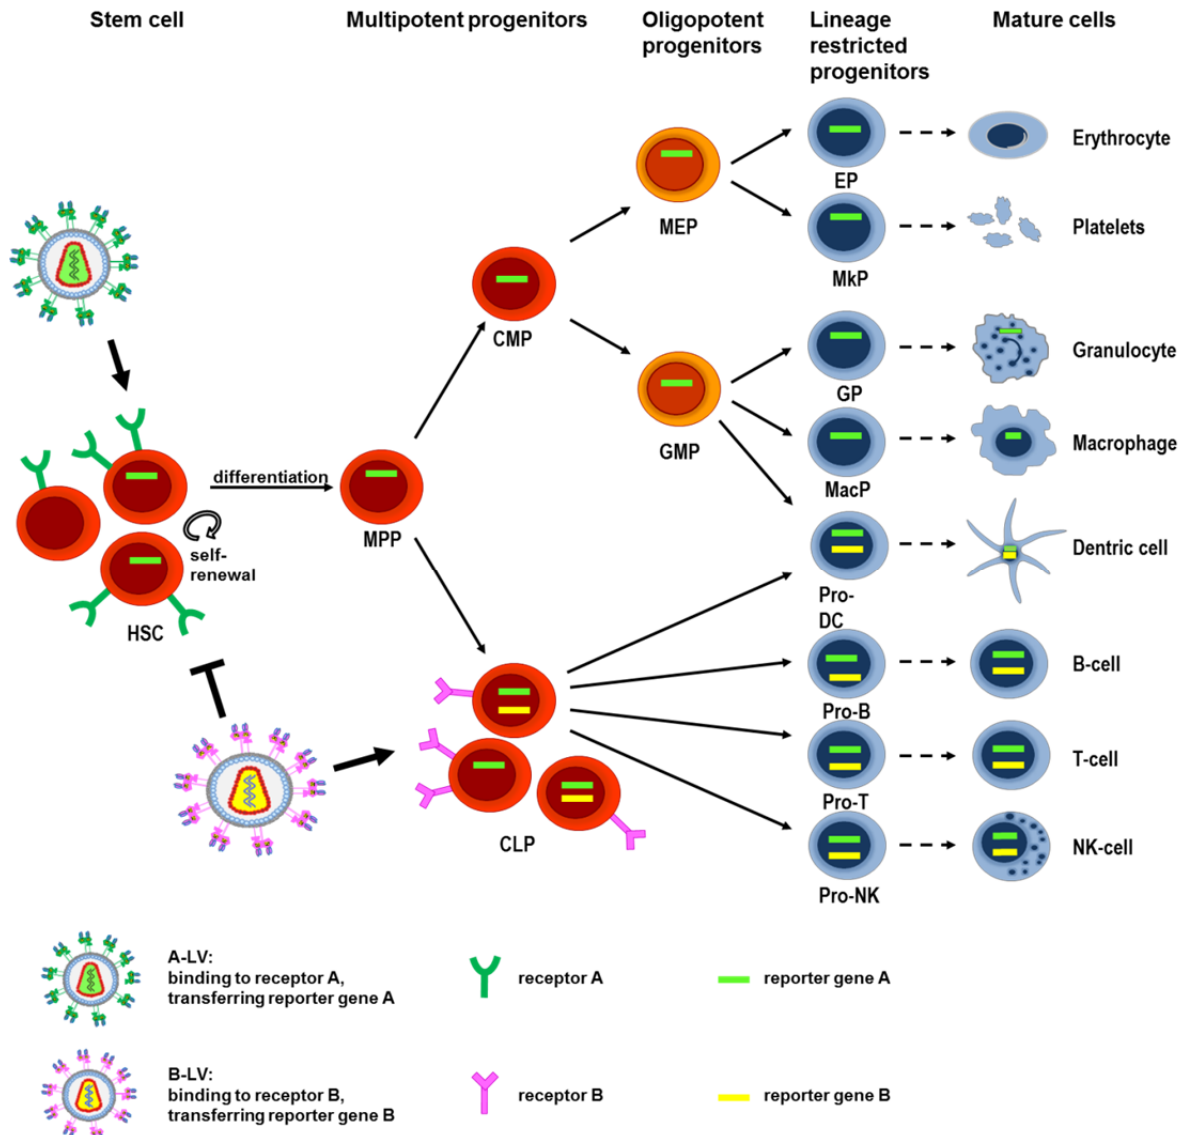 Stem cell
Multipotent progenitors
Oligopotent
progenitors
Lineage
restricted
progenitors
Mature cells
EP
Erythrocyte
MEP
MkP
Platelets
CMP
GP
Granulocyte
GMP
MacP
Macrophage
differentiation
MPP
self-
renewal
HSC
Pro-
DC
Dentric cell
Pro-B
B-cell
Pro-T
T-cell
CLP
Pro-NK
NK-cell
A-LV:
binding to receptor A,
transferring reporter gene A
receptor A
reporter gene A
B-LV:
binding to receptor B,
transferring reporter gene B
receptor B
reporter gene B